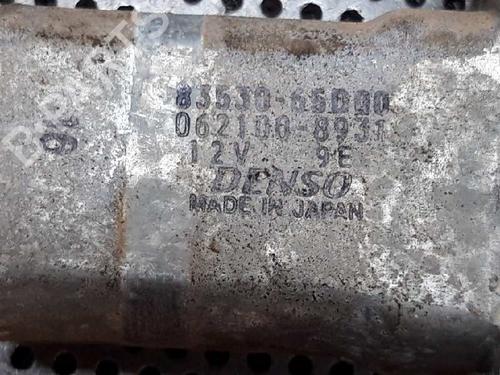 83530-65D00
062100-8931
12V 9E
DENSO
MADE IN JAPAN